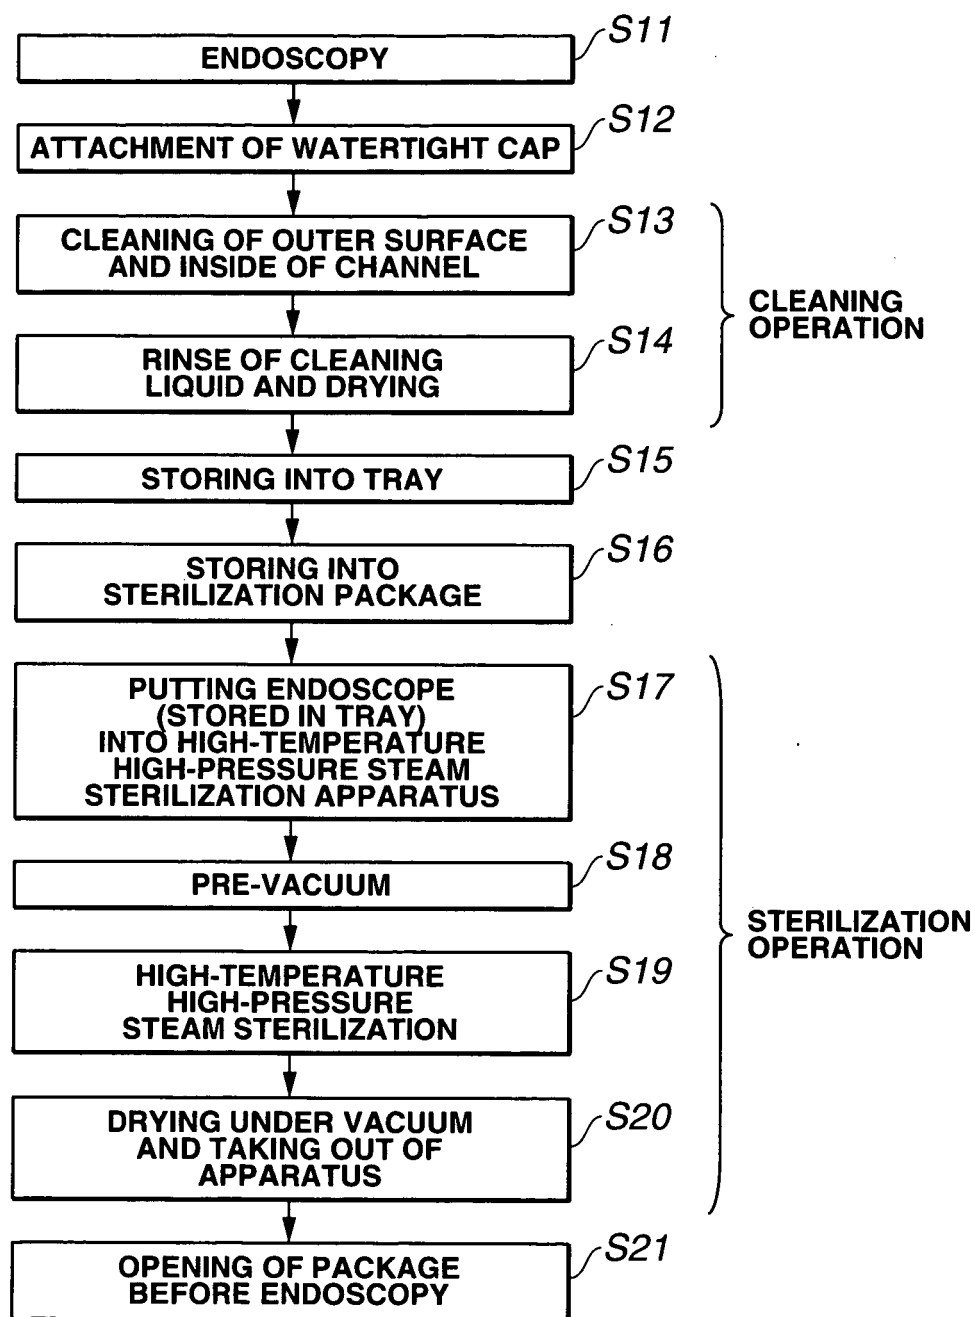 S11
ENDOSCOPY
S12
ATTACHMENT OF WATERTIGHT CAP
S13
CLEANING OF OUTER SURFACE
AND INSIDE OF CHANNEL
CLEANING
OPERATION
S14
RINSE OF CLEANING
LIQUID AND DRYING
S15
STORING INTO TRAY
S16
STORING INTO
STERILIZATION PACKAGE
S17
PUTTING ENDOSCOPE
(STORED IN TRAY)
INTO HIGH-TEMPERATURE
HIGH-PRESSURE STEAM
STERILIZATION APPARATUS
S18
PRE-VACUUM
STERILIZATION
OPERATION
S19
HIGH-TEMPERATURE
HIGH-PRESSURE
STEAM STERILIZATION
S20
DRYING UNDER VACUUM
AND TAKING OUT OF
APPARATUS
S21
OPENING OF PACKAGE
BEFORE ENDOSCOPY